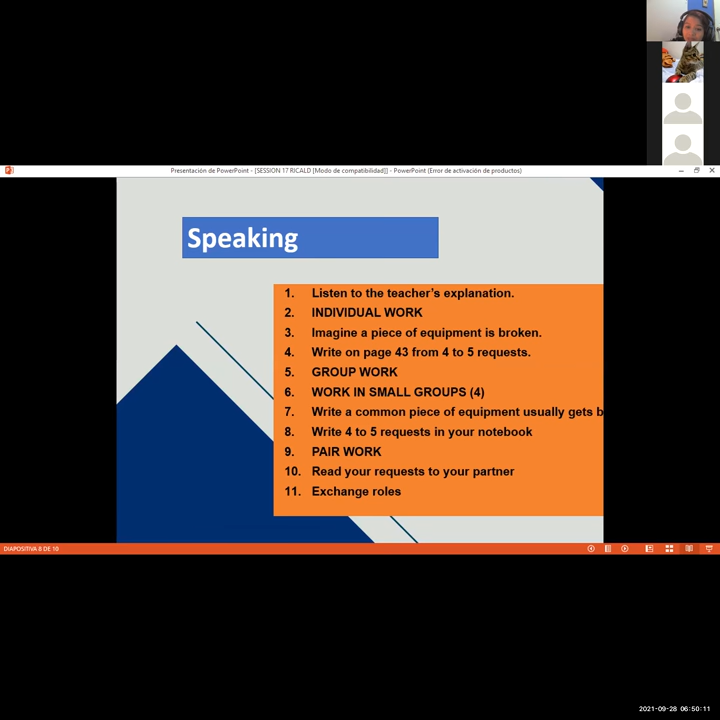 Presentación de PowerPoint - [SESSION 17 RICALD [Modo de compatibilidad]] - PowerPoint (Error de activación de productos)
Speaking
1. Listen to the teacher's explanation.
2. INDIVIDUAL WORK
3. Imagine a piece of equipment is broken.
4. Write on page 43 from 4 to 5 requests.
5. GROUP WORK
6. WORK IN SMALL GROUPS (4)
7. Write a common piece of equipment usually gets b
8. Write 4 to 5 requests in your notebook
9. PAIR WORK
10. Read your requests to your partner
11. Exchange roles
DIAPOSITIVA 8 DE 10
2021-09-28 06:50:11